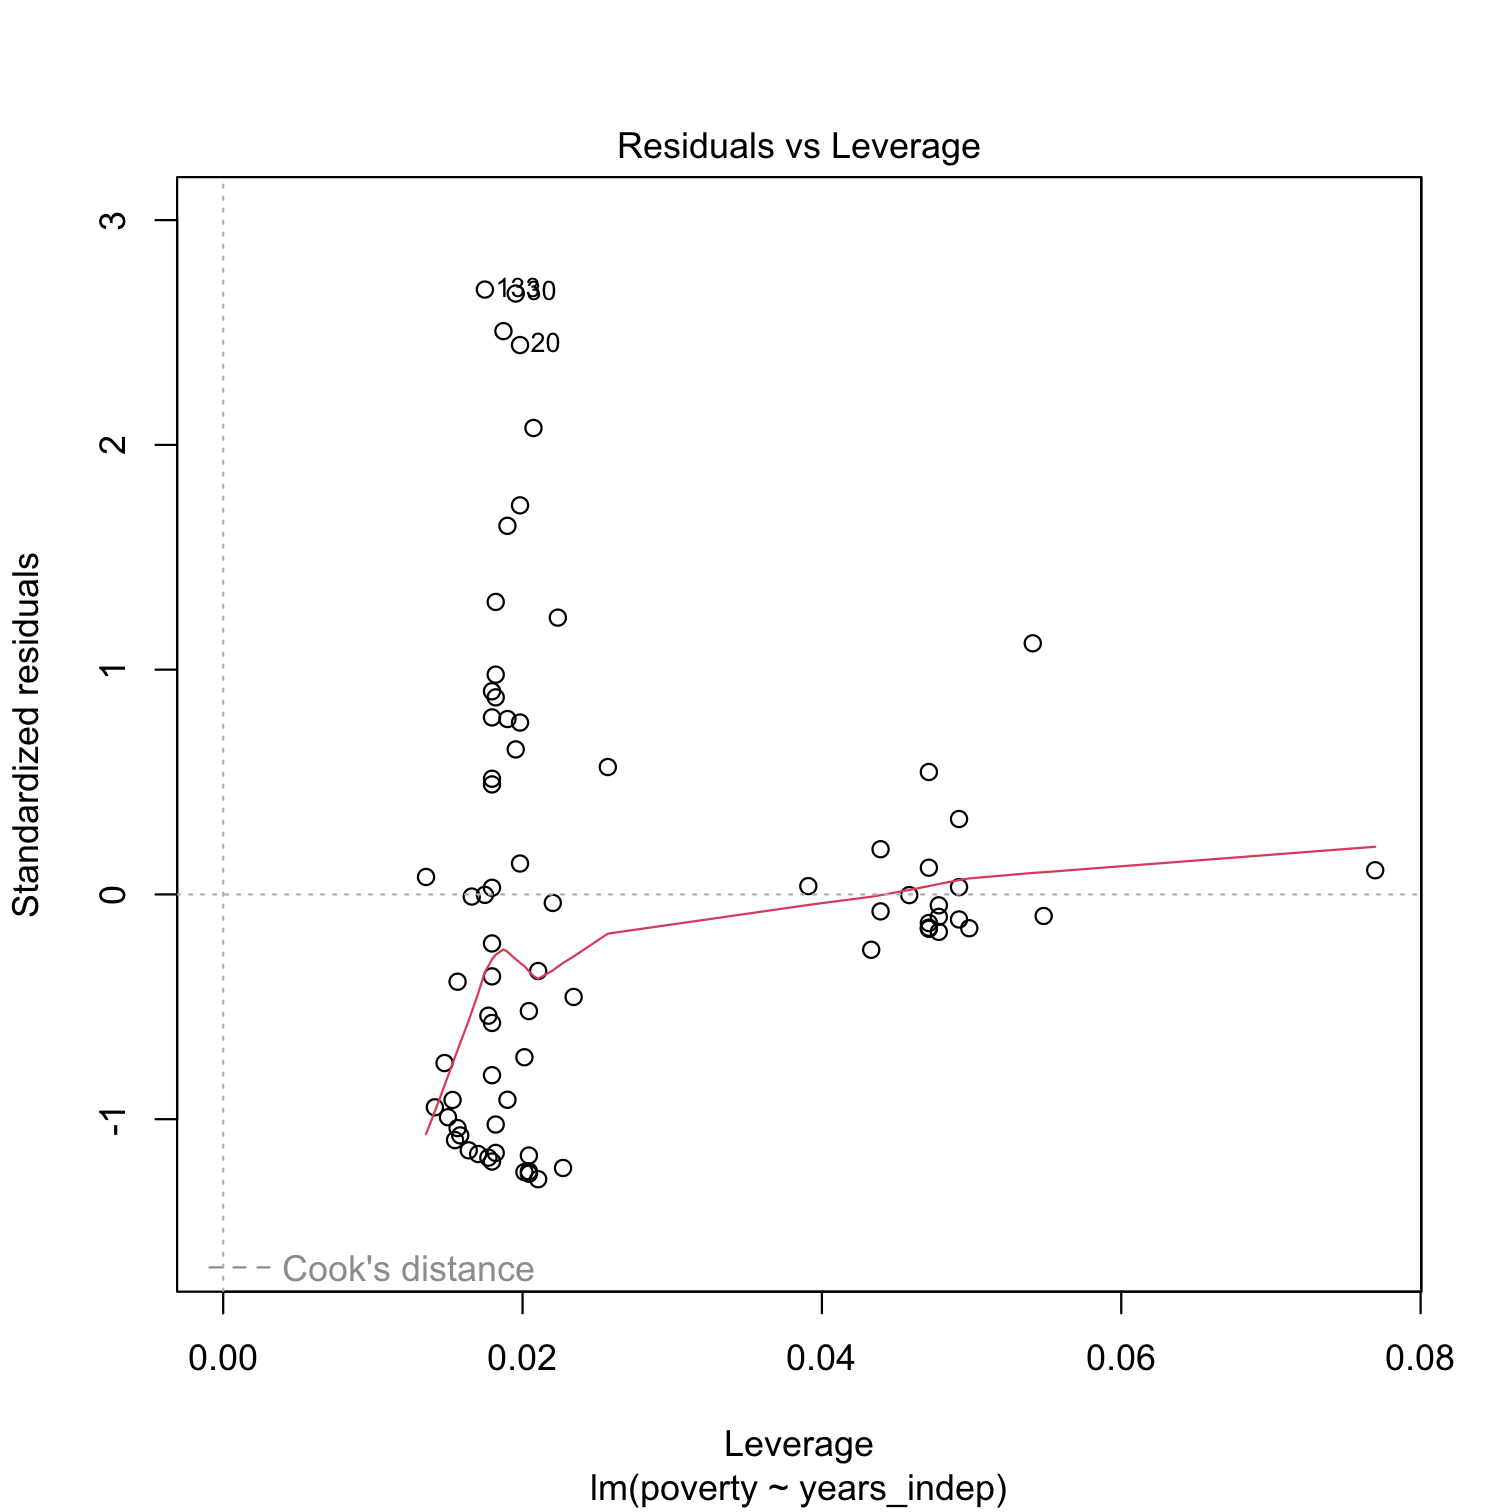 Residuals vs Leverage
3
2
1
0
-1
Standardized residuals
30
20
Cook's distance
0.00 0.02 0.04 0.06 0.08
Leverage
lm(poverty ~ years_indep)